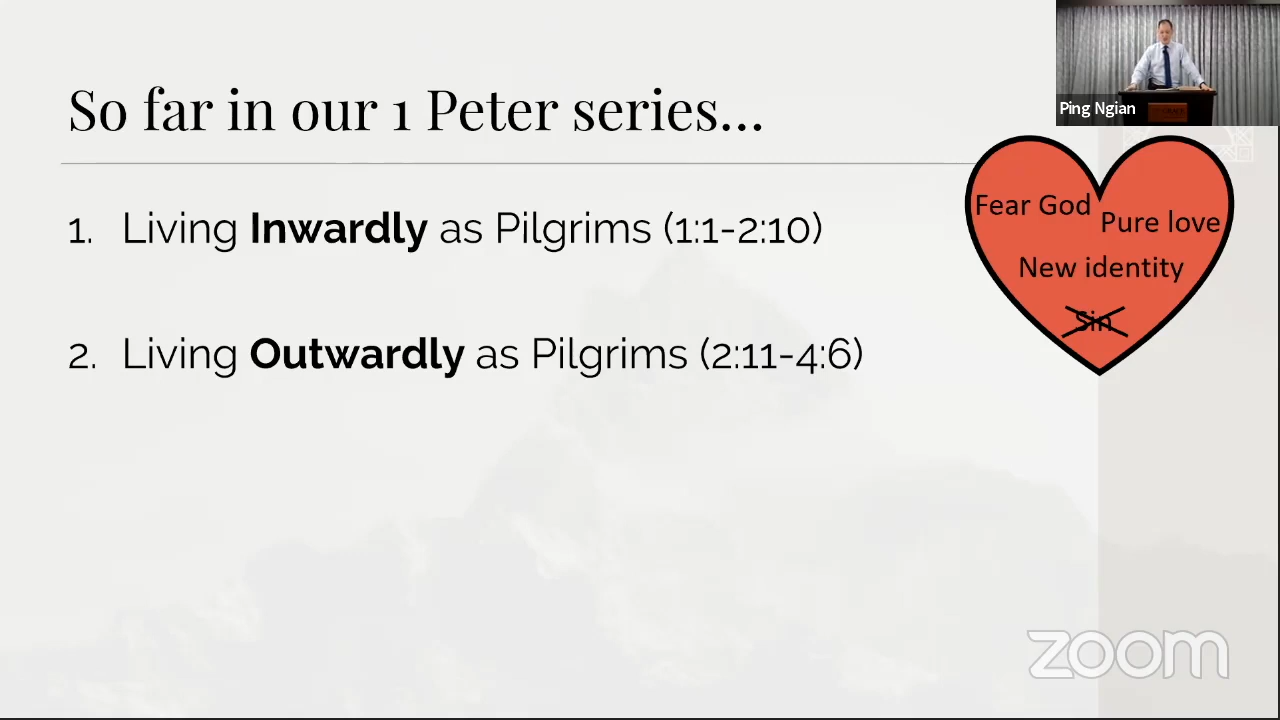 So far in our 1 Peter series...
Ping Ngian
1. Living Inwardly as Pilgrims (1:1-2:10)
2. Living Outwardly as Pilgrims (2:11-4:6)
Fear God
Pure love
New identity
Sin
zoom